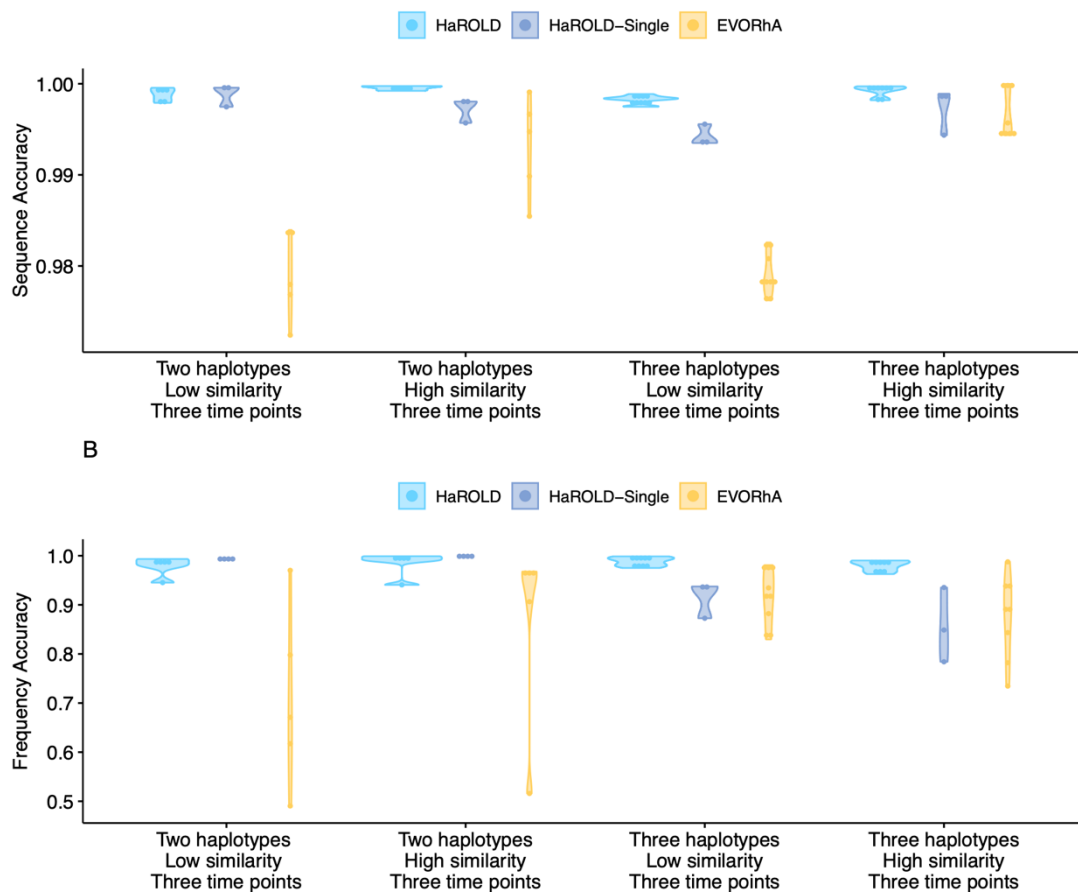 HaROLD HaROLD−Single EVORhA
1.00
0.99
0.98
Sequence Accuracy
Two haplotypes Two haplotypes Three haplotypes Three haplotypes
Low similarity High similarity Low similarity High similarity
Three time points Three time points Three time points Three time points
B
HaROLD HaROLD−Single EVORhA
1.0
0.9
0.8
0.7
0.6
0.5
Frequency Accuracy
Two haplotypes Two haplotypes Three haplotypes Three haplotypes
Low similarity High similarity Low similarity High similarity
Three time points Three time points Three time points Three time points